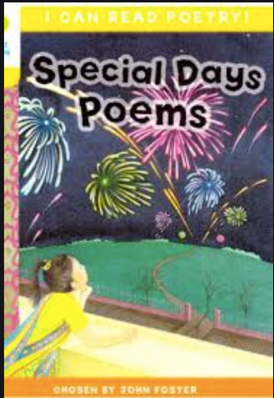 I CAN READ POETRY!
Special Days
Poems
CHOSEN BY JOHN FOSTER